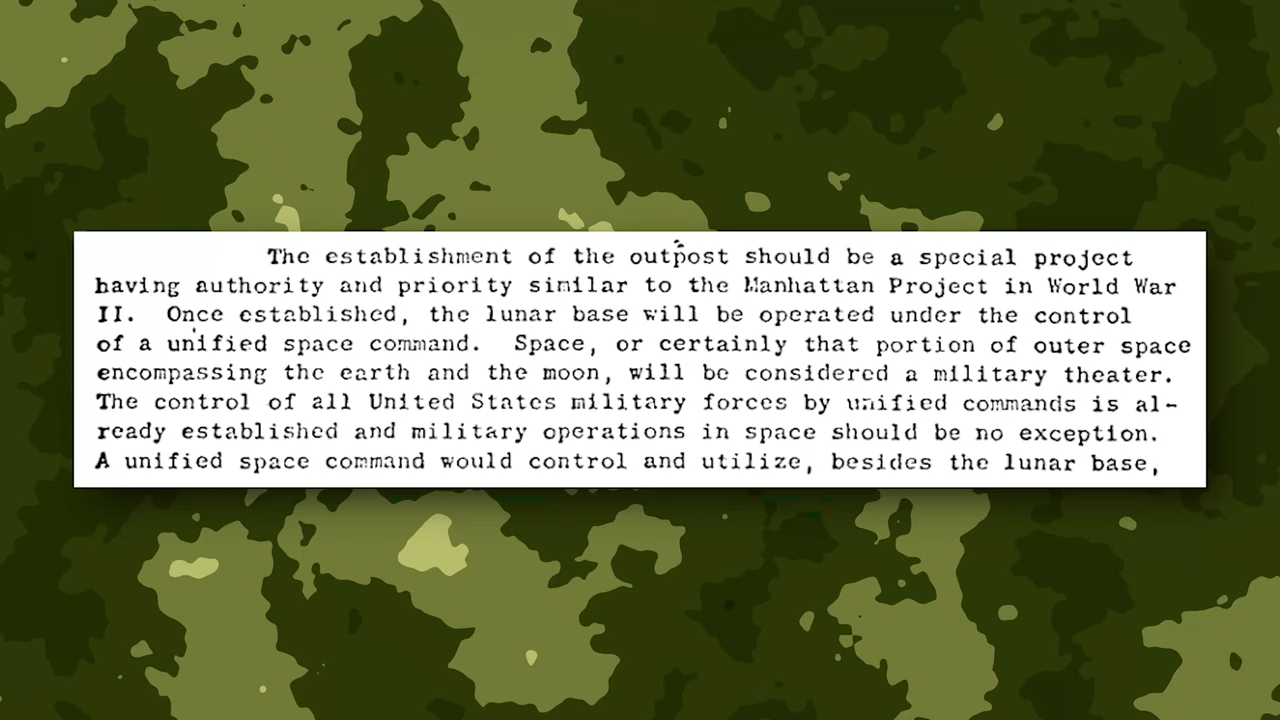 The establishment of the outpost should be a special project
having authority and priority similar to the Manhattan Project in World War
II. Once established, the lunar base will be operated under the control
of a unified space command. Space, or certainly that portion of outer space
encompassing the earth and the moon, will be considered a military theater.
The control of all United States military forces by unified commands is al-
ready established and military operations in space should be no exception.
A unified space command would control and utilize, besides the lunar base,